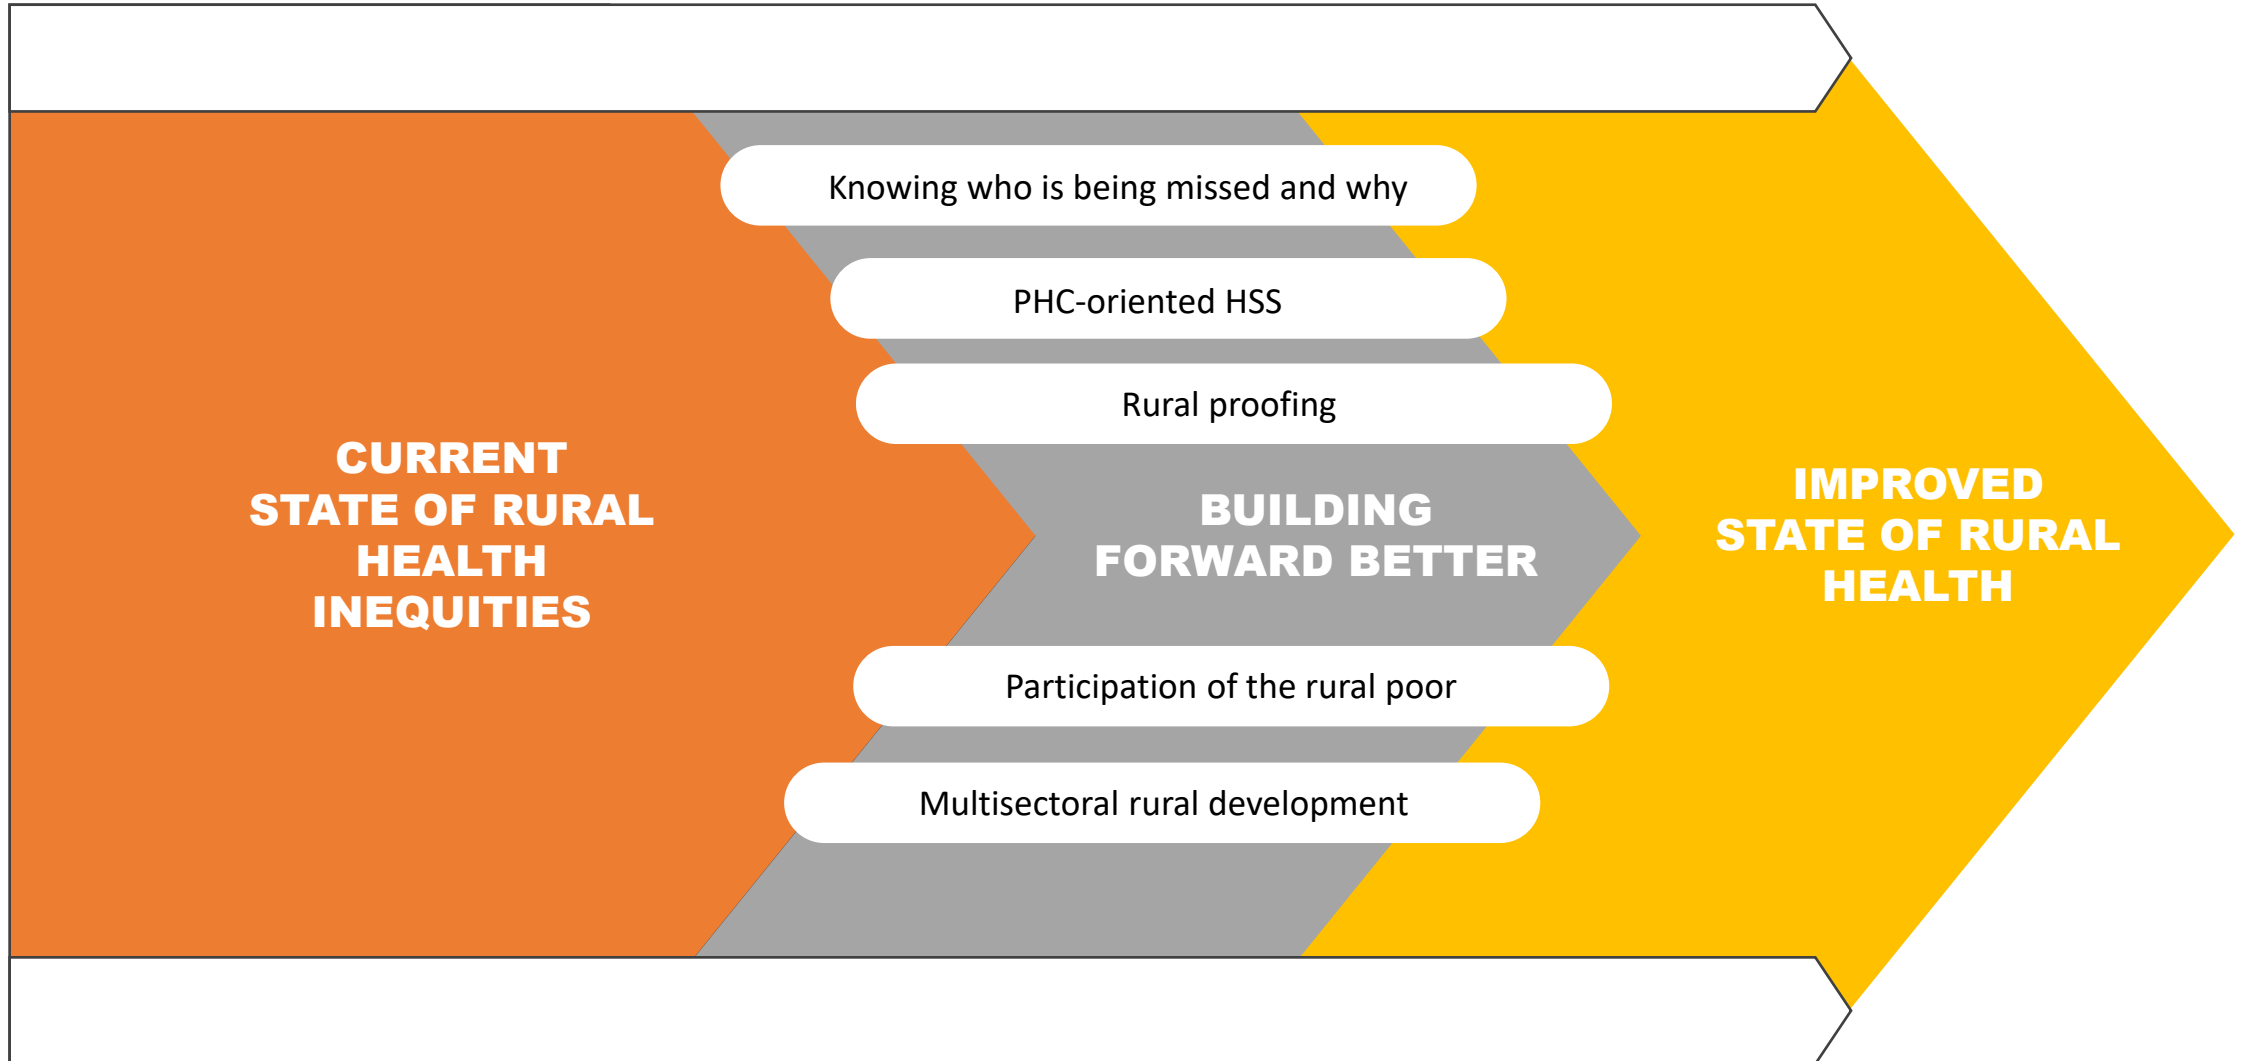 Knowing who is being missed and why
PHC-oriented HSS
Rural proofing
CURRENT
STATE OF RURAL
HEALTH
INEQUITIES
BUILDING
FORWARD BETTER
IMPROVED
STATE OF RURAL
HEALTH
Participation of the rural poor
Multisectoral rural development